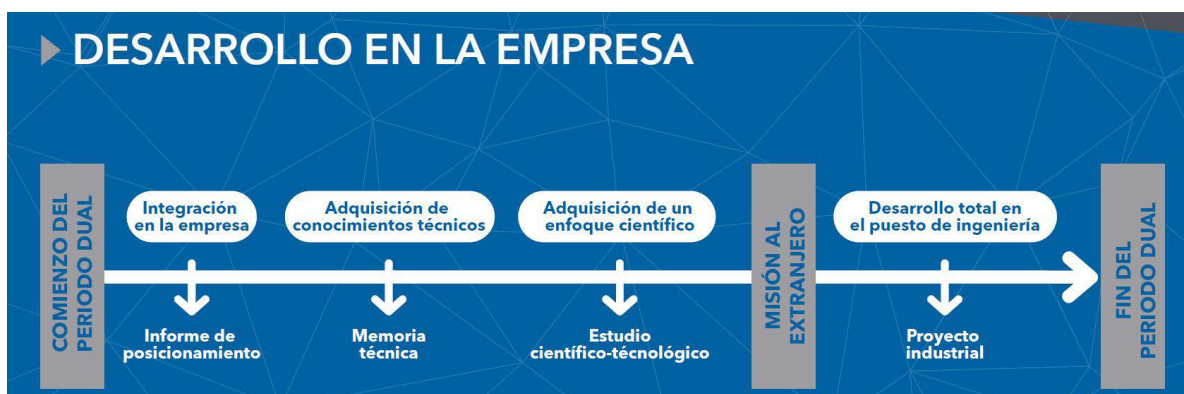 DESARROLLO EN LA EMPRESA
COMIENZO DEL
PERIODO DUAL
Integración
en la empresa
Informe de
posicionamiento
Adquisición de
conocimientos técnicos
Memoria
técnica
Adquisición de un
enfoque científico
Estudio
científico-técnológico
MISIÓN AL
EXTRANJERO
Desarrollo total en
el puesto de ingeniería
Proyecto
industrial
FIN DEL
PERIODO DUAL